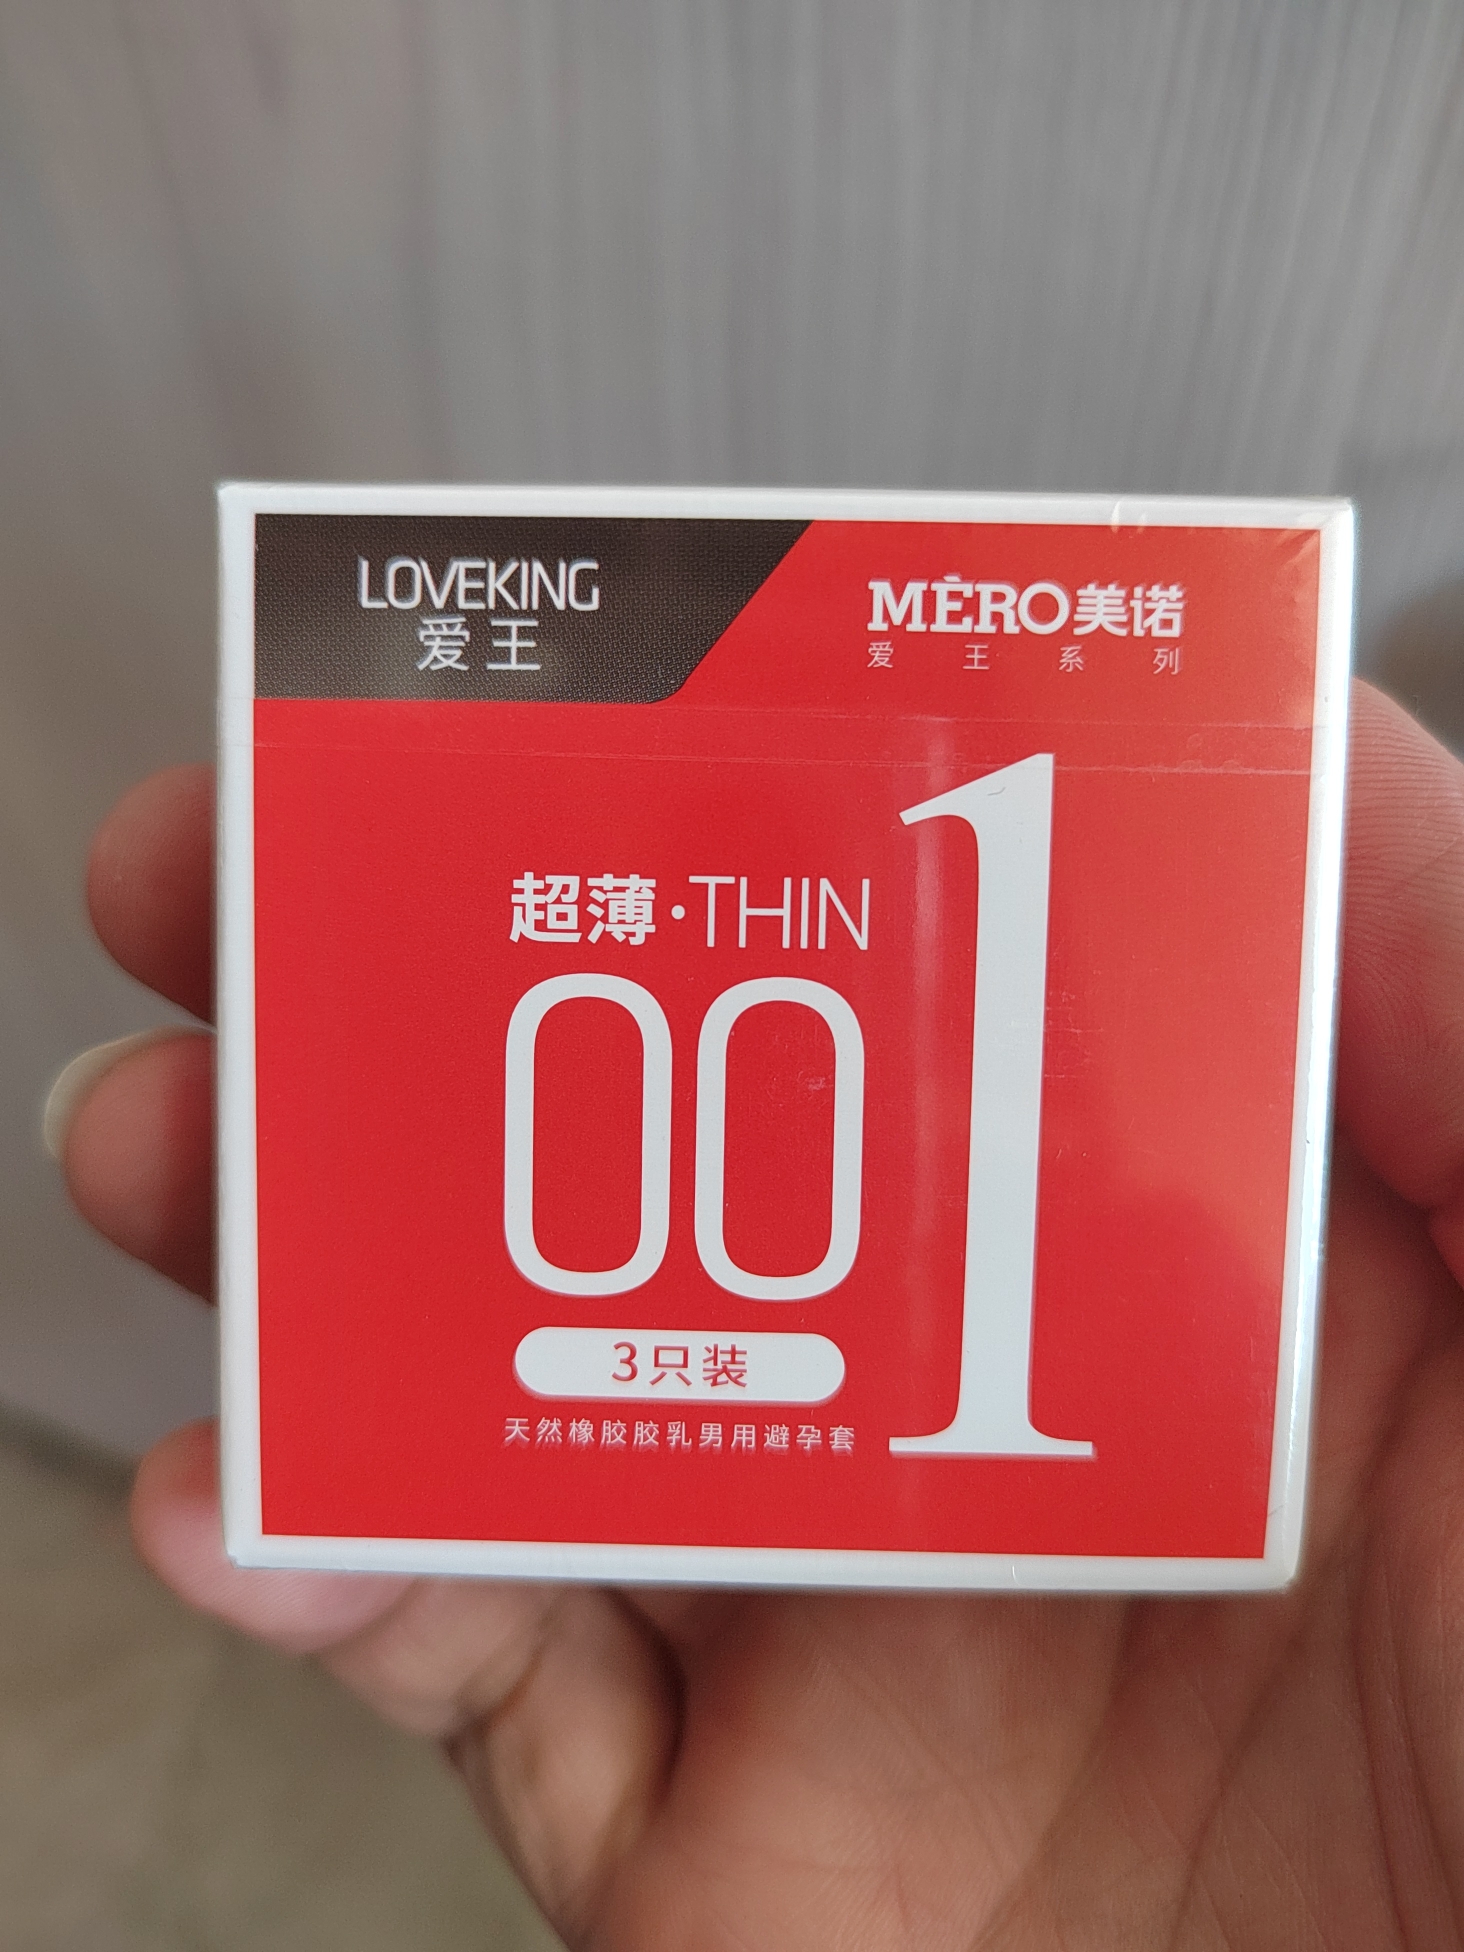 LOVEKING
爱王
MÈRO美诺
爱王系列
超薄·THIN
001
3只装
天然橡胶胶乳男用避孕套